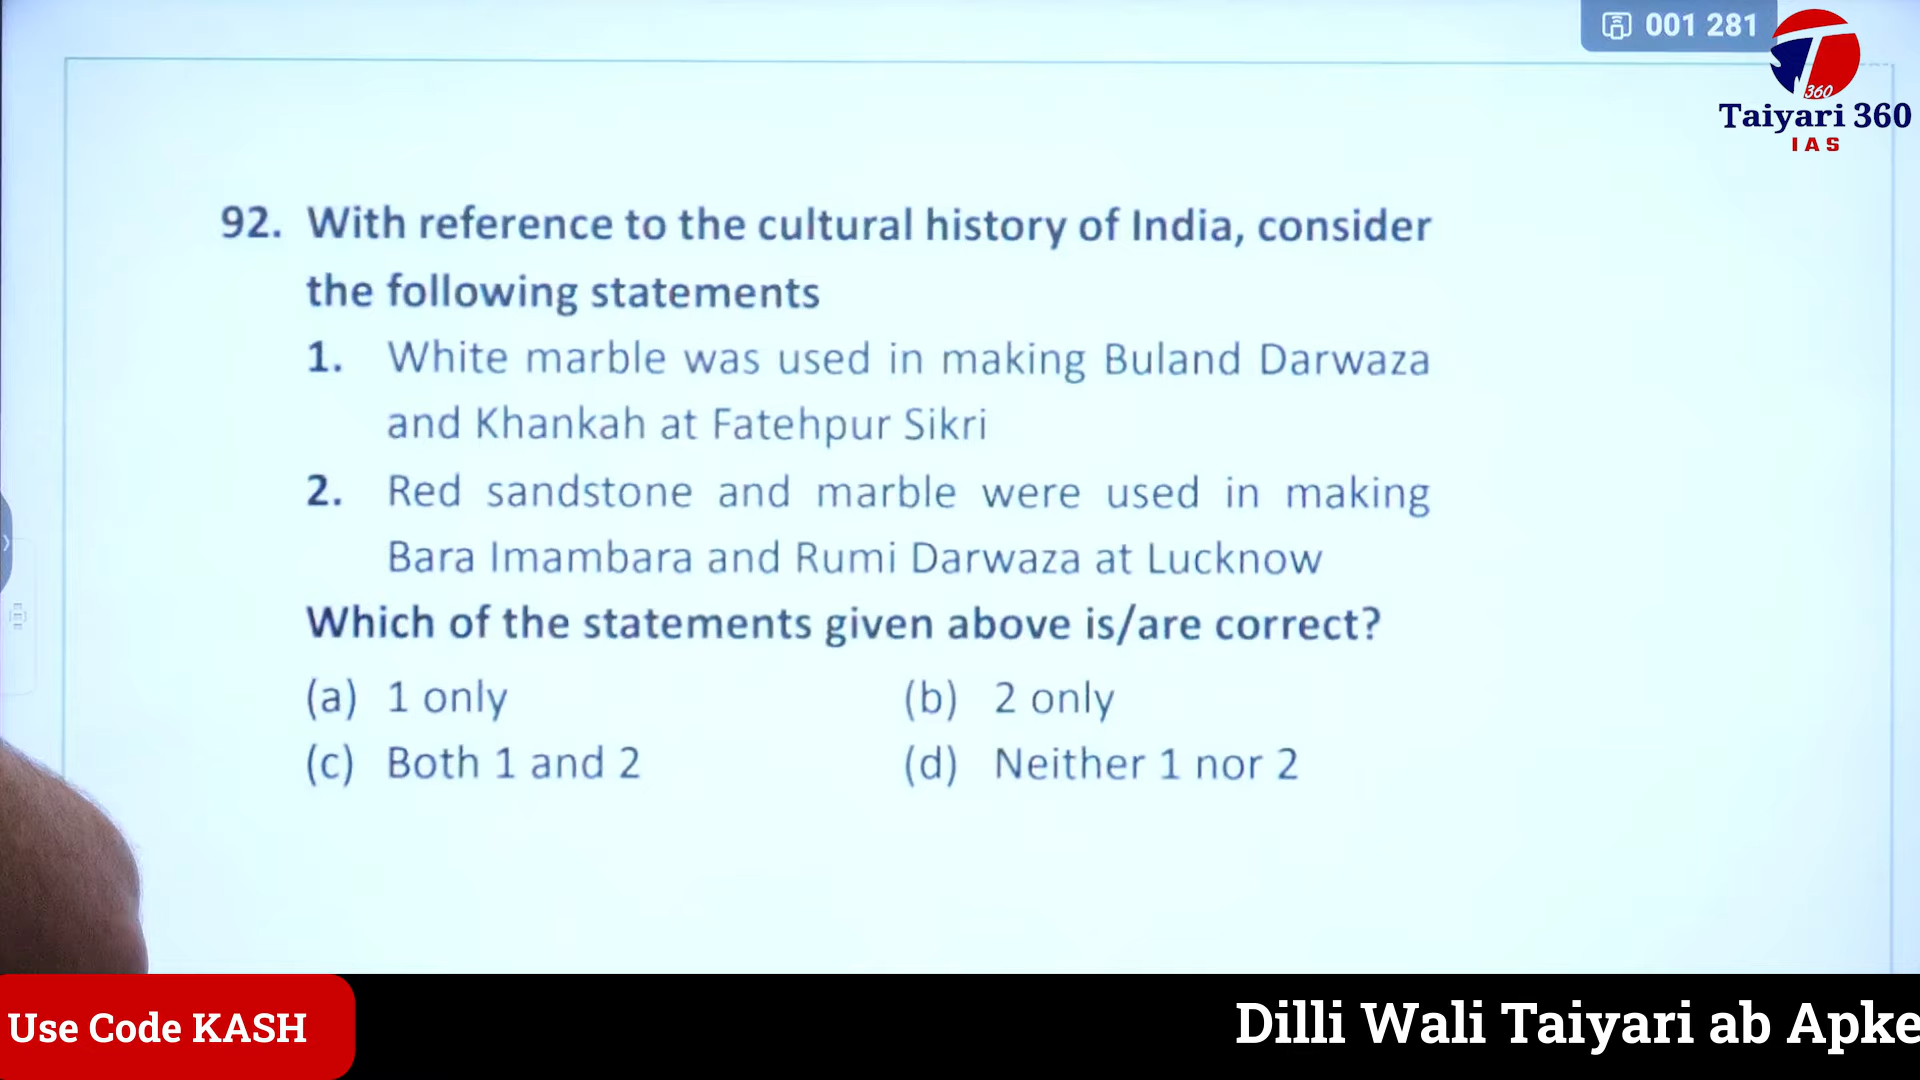 001 281
360
Taiyari 360
IAS
92. With reference to the cultural history of India, consider
the following statements
1. White marble was used in making Buland Darwaza
and Khankah at Fatehpur Sikri
2. Red sandstone and marble were used in making
Bara Imambara and Rumi Darwaza at Lucknow
Which of the statements given above is/are correct?
(a) 1 only (b) 2 only
(c) Both 1 and 2 (d) Neither 1 nor 2
Use Code KASH
Dilli Wali Taiyari ab Apke